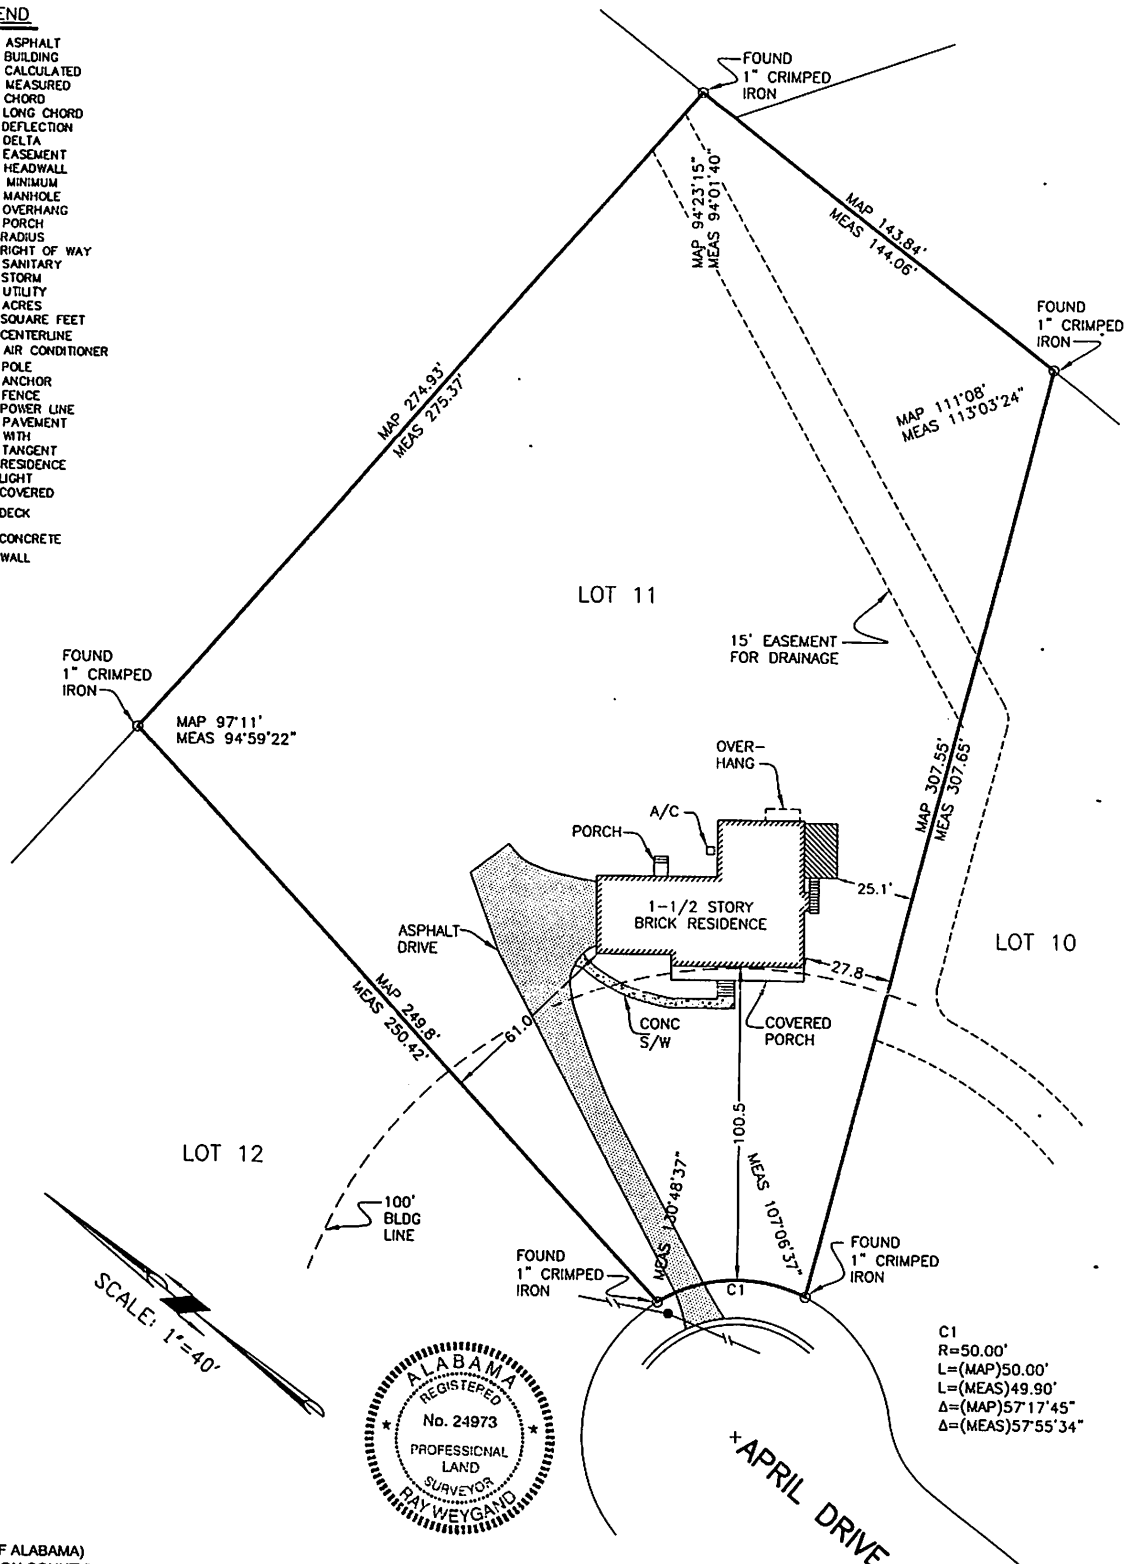 END
ASPHALT
BUILDING
CALCULATED
MEASURED
CHORD
LONG CHORD
DEFLECTION
DELTA
EASEMENT
HEADWALL
MINIMUM
MANHOLE
OVERHANG
PORCH
RADIUS
RIGHT OF WAY
SANITARY
STORM
UTILITY
ACRES
SQUARE FEET
CENTERLINE
AIR CONDITIONER
POLE
ANCHOR
FENCE
POWER LINE
PAVEMENT
WITH
TANGENT
RESIDENCE
LIGHT
COVERED
DECK
CONCRETE
WALL
FOUND
1" CRIMPED
IRON
MAP 94°23'15"
MEAS 94°01'40"
MAP 143.84'
MEAS 144.06'
FOUND
1" CRIMPED
IRON
MAP 274.93'
MEAS 275.37'
MAP 111°08'
MEAS 113°03'24"
LOT 11
15' EASEMENT
FOR DRAINAGE
FOUND
1" CRIMPED
IRON
MAP 97°11'
MEAS 94°59'22"
MAP 307.55'
MEAS 307.65'
OVER-
HANG
A/C
PORCH
1-1/2 STORY
BRICK RESIDENCE
25.1'
ASPHALT
DRIVE
LOT 10
27.8
MAP 249.8'
MEAS 250.42'
61.0
CONC
S/W
COVERED
PORCH
100.5
LOT 12
100'
BLDG
LINE
MEAS 130°48'37"
MEAS 107°06'37"
FOUND
1" CRIMPED
IRON
FOUND
1" CRIMPED
IRON
C1
SCALE: 1"=40'
C1
R=50.00'
L=(MAP)50.00'
L=(MEAS)49.90'
Δ=(MAP)57°17'45"
Δ=(MEAS)57°55'34"
ALABAMA
REGISTERED
No. 24973
PROFESSIONAL
LAND
SURVEYOR
RAY WEYGAND
APRIL DRIVE
F ALABAMA)